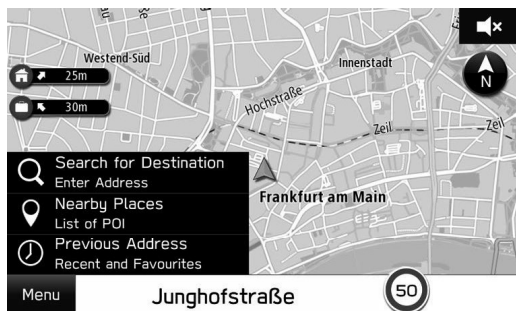 Westend-Süd
Innenstadt
25m
N
30m
Hochstraße
Zeil
Zeil
Search for Destination
Enter Address
Nearby Places
List of POI
Frankfurt am Main
Previous Address
Recent and Favourites
Menu
Junghofstraße
50